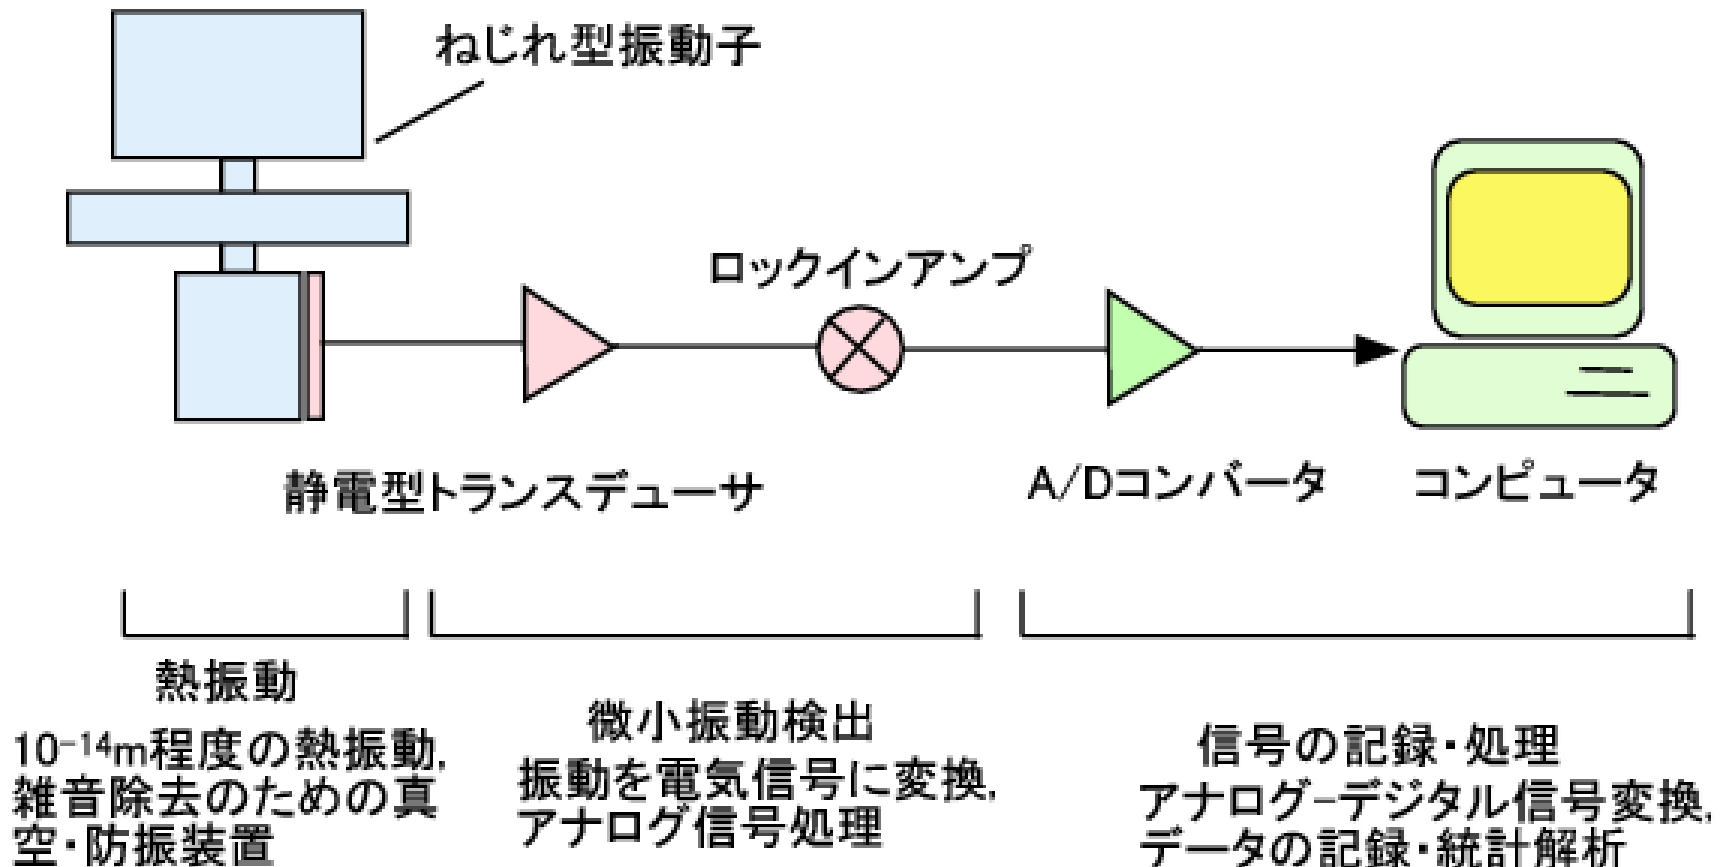 ねじれ型振動子
ロックインアンプ
静電型トランスデューサ
A/Dコンバータ
コンピュータ
熱振動
10⁻¹⁴m程度の熱振動,
雑音除去のための真
空・防振装置
微小振動検出
振動を電気信号に変換,
アナログ信号処理
信号の記録・処理
アナログ-デジタル信号変換,
データの記録・統計解析